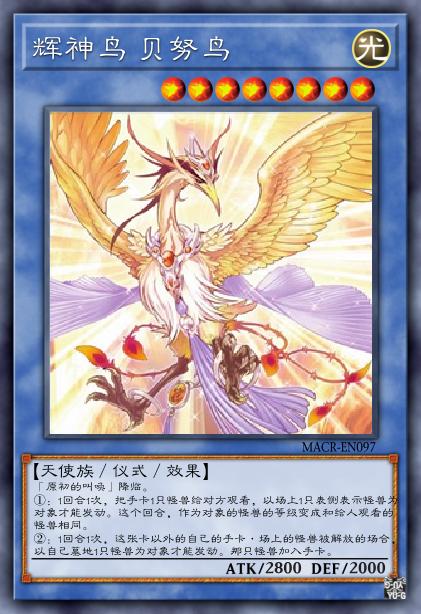 辉神鸟 贝努鸟
光
MACR-EN097
【天使族／仪式／效果】
「原初的叫唤」降临。
①：1回合1次，把手卡1只怪兽给对方观看，以场上1只表侧表示怪兽为
对象才能发动。这个回合，作为对象的怪兽的等级变成和给人观看的
怪兽相同。
②：1回合1次，这张卡以外的自己的手卡·场上的怪兽被解放的场合，
以自己墓地1只怪兽为对象才能发动。那只怪兽加入手卡。
ATK/2800 DEF/2000